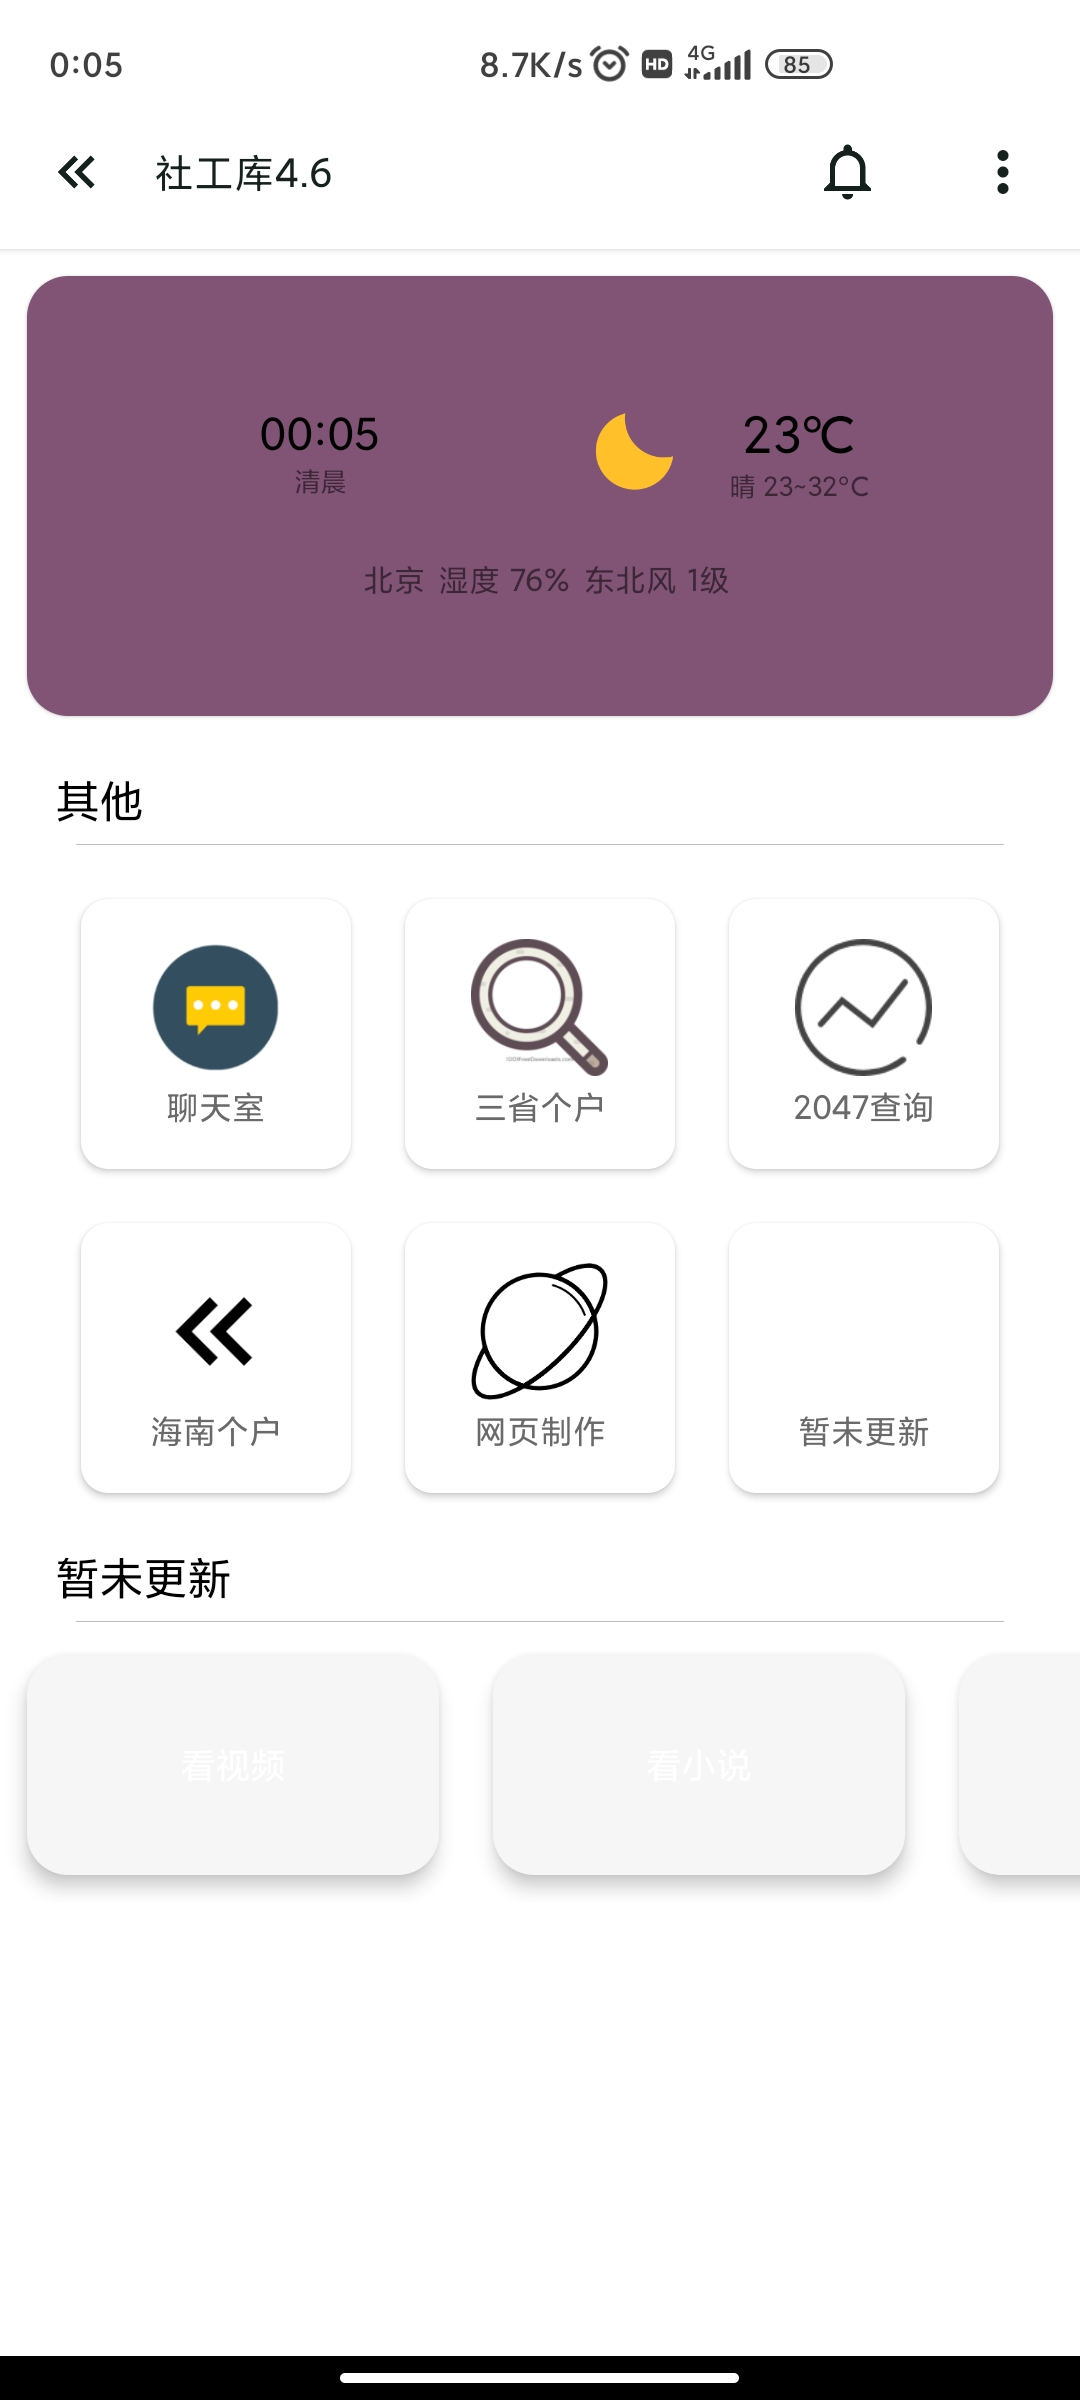 0:05 8.7K/s HD 4G 85
社工库4.6
00:05 23℃
清晨 晴 23~32°C
北京 湿度 76% 东北风 1级
其他
聊天室 三省个户 2047查询
海南个户 网页制作 暂未更新
暂未更新
看视频 看小说